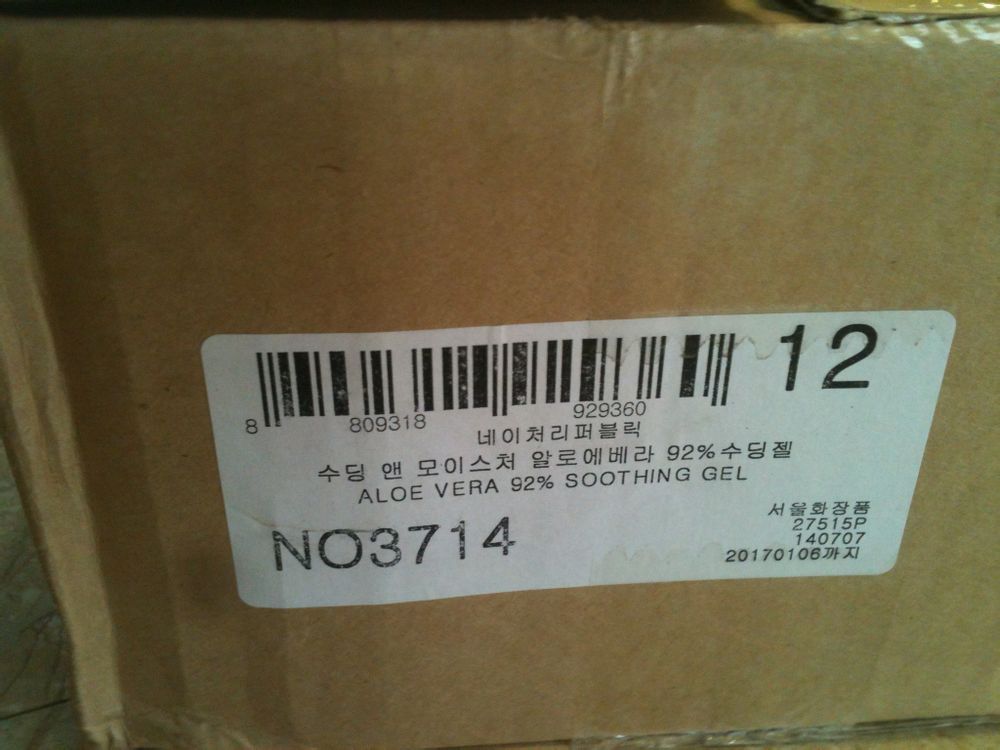 12
8 809318 929360
네이처리퍼블릭
수딩 앤 모이스처 알로에베라 92%수딩젤
ALOE VERA 92% SOOTHING GEL
NO3714
서울화장품
27515P
140707
20170106까지